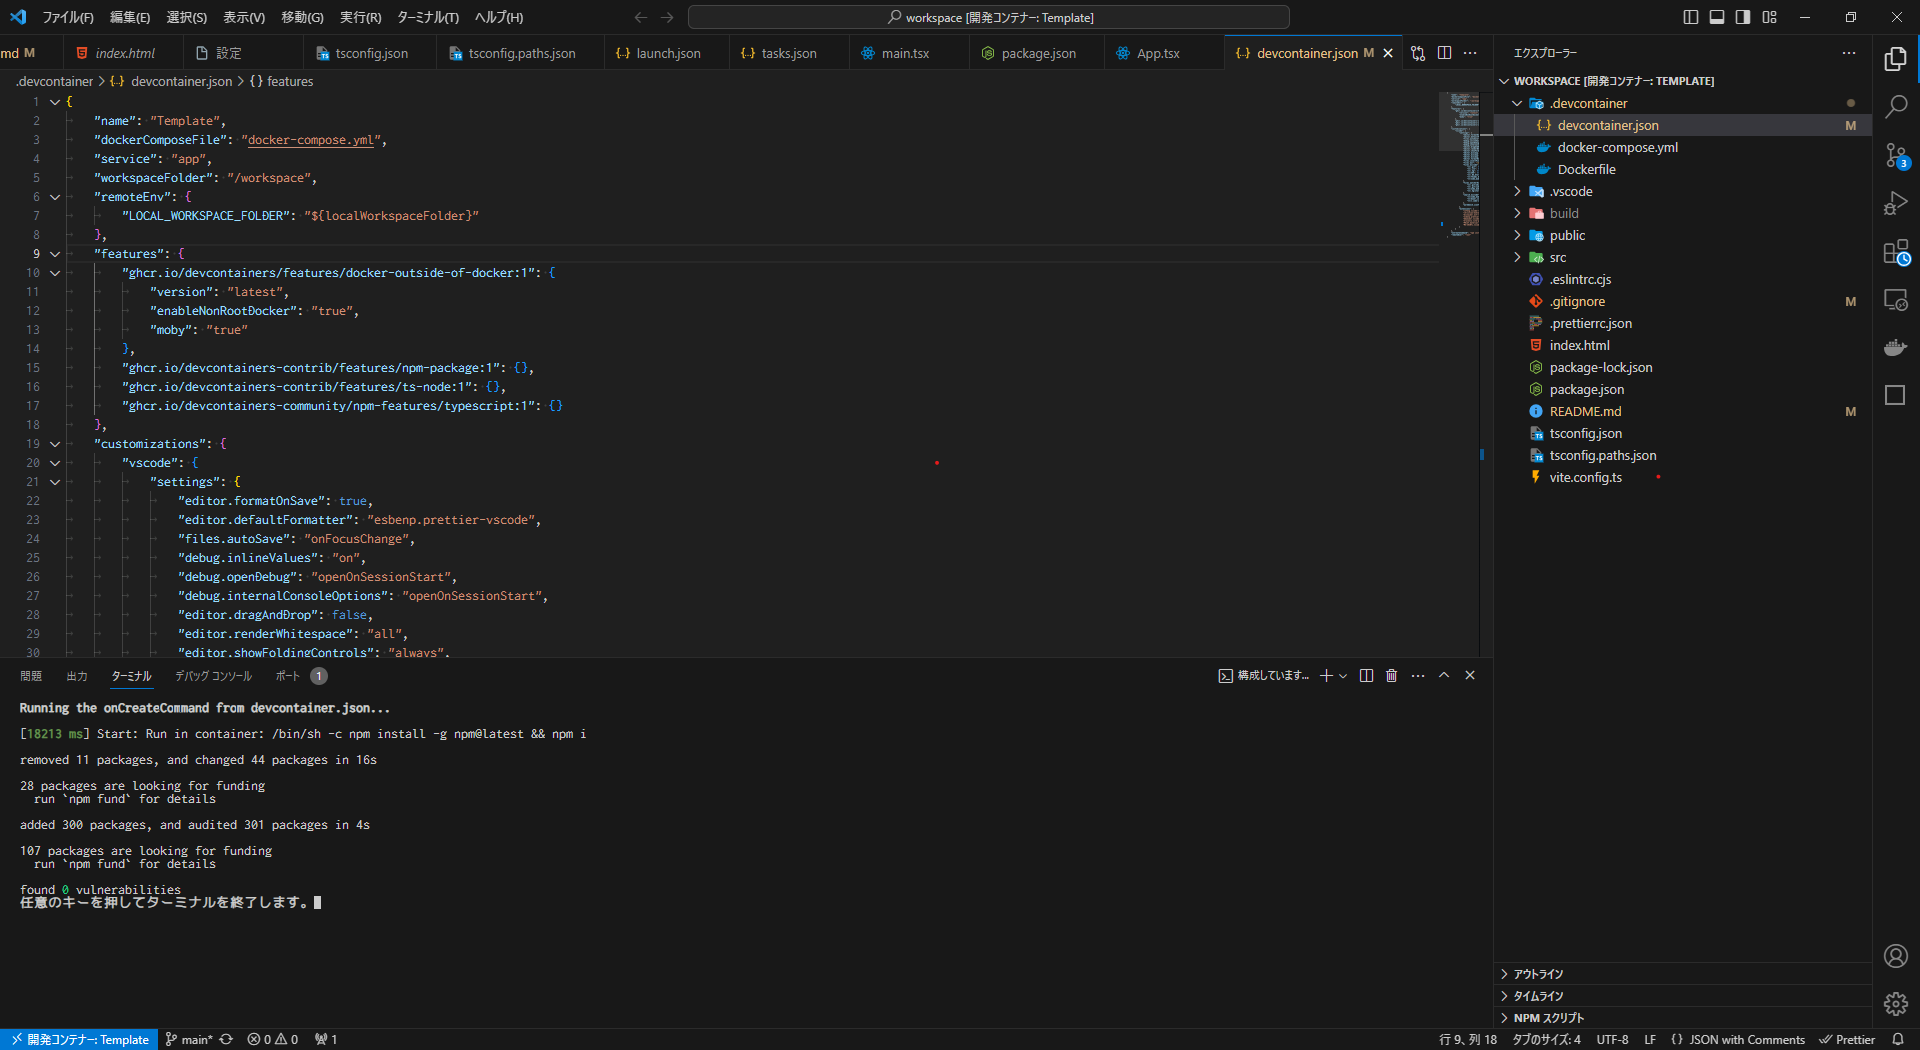 ファイル(F) 編集(E) 選択(S) 表示(V) 移動(G) 実行(R) ターミナル(T) ヘルプ(H) workspace [開発コンテナー: Template]
md M index.html 設定 tsconfig.json tsconfig.paths.json launch.json tasks.json main.tsx package.json App.tsx devcontainer.json M
.devcontainer > devcontainer.json > {} features
1 {
2 "name": "Template",
3 "dockerComposeFile": "docker-compose.yml",
4 "service": "app",
5 "workspaceFolder": "/workspace",
6 "remoteEnv": {
7 "LOCAL_WORKSPACE_FOLDER": "${localWorkspaceFolder}"
8 },
9 "features": {
10 "ghcr.io/devcontainers/features/docker-outside-of-docker:1": {
11 "version": "latest",
12 "enableNonRootDocker": "true",
13 "moby": "true"
14 },
15 "ghcr.io/devcontainers-contrib/features/npm-package:1": {},
16 "ghcr.io/devcontainers-contrib/features/ts-node:1": {},
17 "ghcr.io/devcontainers-community/npm-features/typescript:1": {}
18 },
19 "customizations": {
20 "vscode": {
21 "settings": {
22 "editor.formatOnSave": true,
23 "editor.defaultFormatter": "esbenp.prettier-vscode",
24 "files.autoSave": "onFocusChange",
25 "debug.inlineValues": "on",
26 "debug.openDebug": "openOnSessionStart",
27 "debug.internalConsoleOptions": "openOnSessionStart",
28 "editor.dragAndDrop": false,
29 "editor.renderWhitespace": "all",
30 "editor.showFoldingControls": "always",
問題 出力 ターミナル デバッグ コンソール ポート 1 構成しています...
Running the onCreateCommand from devcontainer.json...
[18213 ms] Start: Run in container: /bin/sh -c npm install -g npm@latest && npm i
removed 11 packages, and changed 44 packages in 16s
28 packages are looking for funding
run `npm fund` for details
added 300 packages, and audited 301 packages in 4s
107 packages are looking for funding
run `npm fund` for details
found 0 vulnerabilities
任意のキーを押してターミナルを終了します。
エクスプローラー
WORKSPACE [開発コンテナー: TEMPLATE]
.devcontainer
devcontainer.json M
docker-compose.yml
Dockerfile
.vscode
build
public
src
.eslintrc.cjs
.gitignore M
.prettierrc.json
index.html
package-lock.json
package.json
README.md M
tsconfig.json
tsconfig.paths.json
vite.config.ts
アウトライン
タイムライン
NPM スクリプト
3
開発コンテナー: Template main* 0 0 1 行 9、列 18 タブのサイズ: 4 UTF-8 LF {} JSON with Comments Prettier